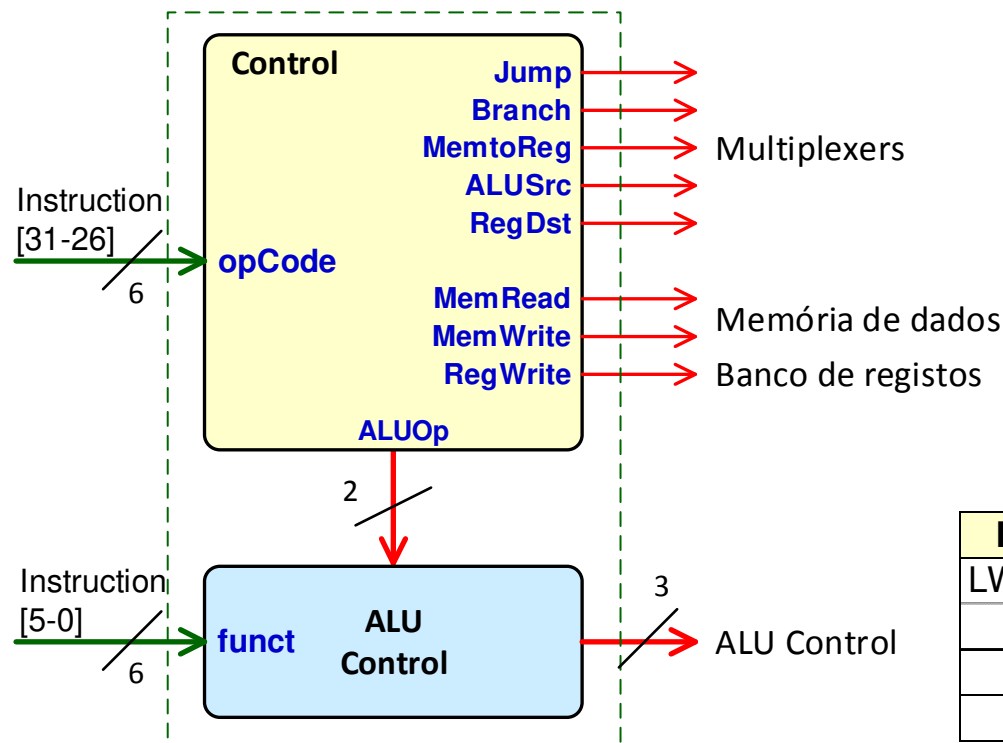 Control
Jump
Branch
MemtoReg
Multiplexers
ALUSrc
RegDst
Instruction
[31-26]
6
opCode
MemRead
MemWrite
Memória de dados
RegWrite
Banco de registos
ALUOp
2
Instruction
[5-0]
6
funct
ALU
Control
3
ALU Control
LW